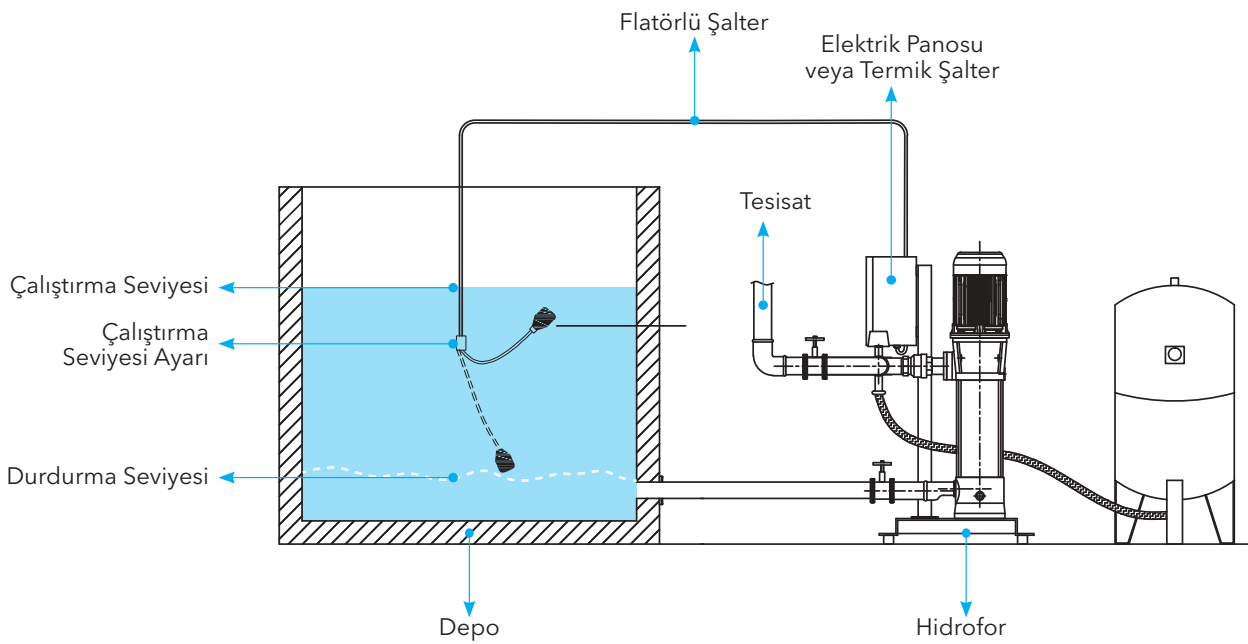 Flatörlü Şalter
Elektrik Panosu
veya Termik Şalter
Tesisat
Çalıştırma Seviyesi
Çalıştırma
Seviyesi Ayarı
Durdurma Seviyesi
Depo
Hidrofor